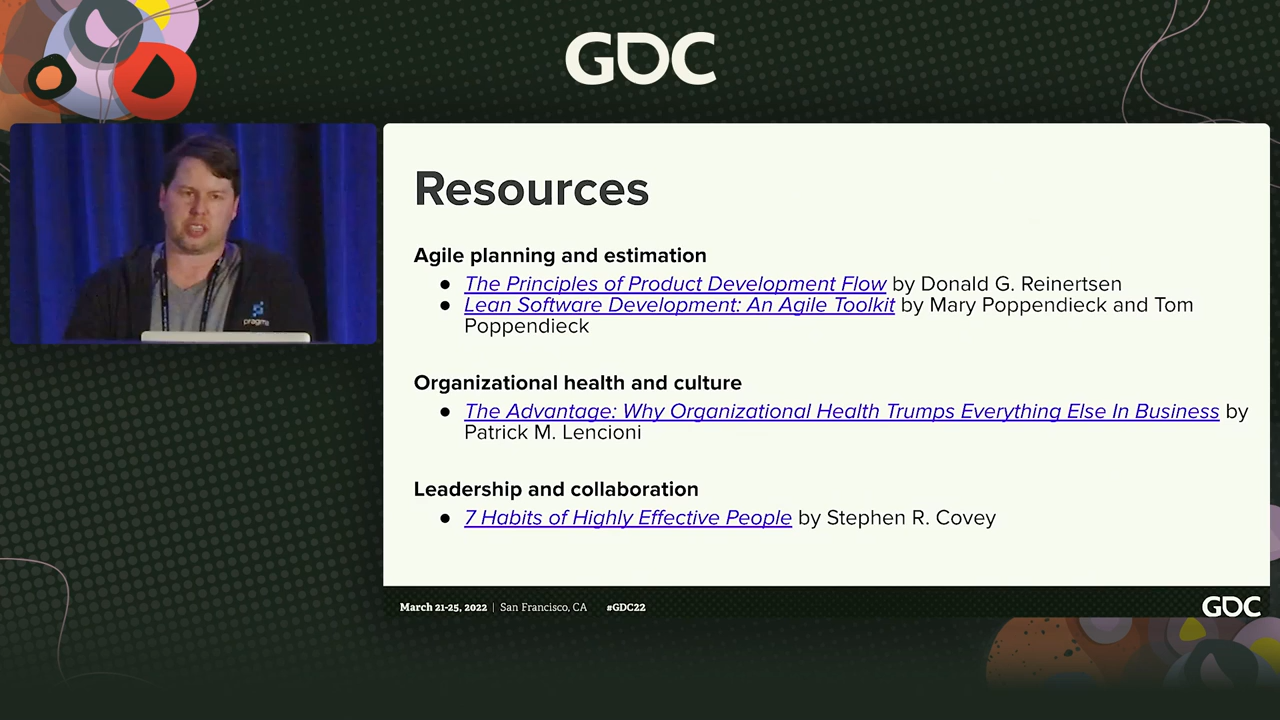 GDC
pragma
Resources
Agile planning and estimation
● The Principles of Product Development Flow by Donald G. Reinertsen
● Lean Software Development: An Agile Toolkit by Mary Poppendieck and Tom
Poppendieck
Organizational health and culture
● The Advantage: Why Organizational Health Trumps Everything Else In Business by
Patrick M. Lencioni
Leadership and collaboration
● 7 Habits of Highly Effective People by Stephen R. Covey
March 21-25, 2022 | San Francisco, CA #GDC22
GDC